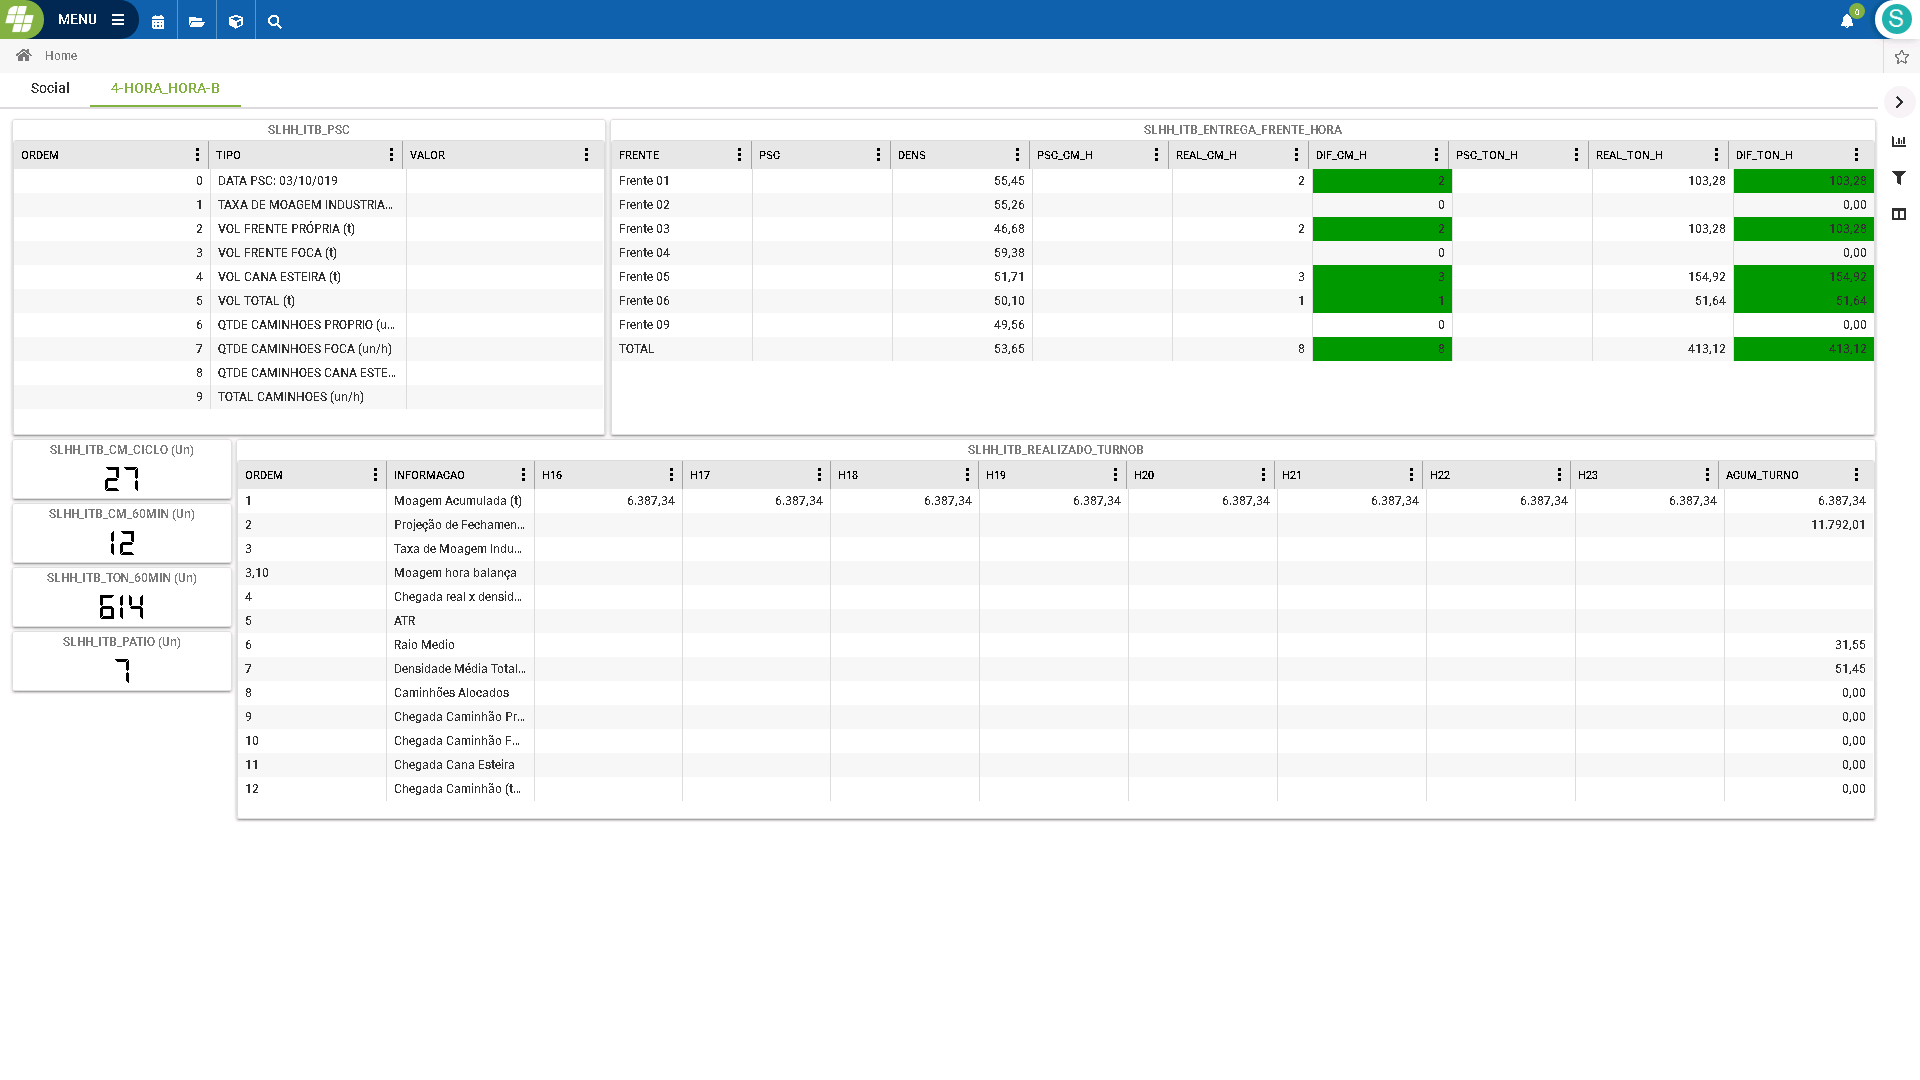 MENU
0
S
Home
Social
4-HORA_HORA-B
SLHH_ITB_PSC
ORDEM TIPO VALOR
0 DATA PSC: 03/10/019
1 TAXA DE MOAGEM INDUSTRIA...
2 VOL FRENTE PRÓPRIA (t)
3 VOL FRENTE FOCA (t)
4 VOL CANA ESTEIRA (t)
5 VOL TOTAL (t)
6 QTDE CAMINHOES PROPRIO (u...
7 QTDE CAMINHOES FOCA (un/h)
8 QTDE CAMINHOES CANA ESTE...
9 TOTAL CAMINHOES (un/h)
SLHH_ITB_ENTREGA_FRENTE_HORA
FRENTE PSC DENS PSC_CM_H REAL_CM_H DIF_CM_H PSC_TON_H REAL_TON_H DIF_TON_H
Frente 01 55,45 2 2 103,28 103,28
Frente 02 55,26 0 0,00
Frente 03 46,68 2 2 103,28 103,28
Frente 04 59,38 0 0,00
Frente 05 51,71 3 3 154,92 154,92
Frente 06 50,10 1 1 51,64 51,64
Frente 09 49,56 0 0,00
TOTAL 53,65 8 8 413,12 413,12
SLHH_ITB_CM_CICLO (Un)
27
SLHH_ITB_CM_60MIN (Un)
12
SLHH_ITB_TON_60MIN (Un)
614
SLHH_ITB_PATIO (Un)
7
SLHH_ITB_REALIZADO_TURNOB
ORDEM INFORMACAO H16 H17 H18 H19 H20 H21 H22 H23 ACUM_TURNO
1 Moagem Acumulada (t) 6.387,34 6.387,34 6.387,34 6.387,34 6.387,34 6.387,34 6.387,34 6.387,34 6.387,34
2 Projeção de Fechamen... 11.792,01
3 Taxa de Moagem Indu...
3,10 Moagem hora balança
4 Chegada real x densid...
5 ATR
6 Raio Medio 31,55
7 Densidade Média Total... 51,45
8 Caminhões Alocados 0,00
9 Chegada Caminhão Pr... 0,00
10 Chegada Caminhão F... 0,00
11 Chegada Cana Esteira 0,00
12 Chegada Caminhão (t... 0,00